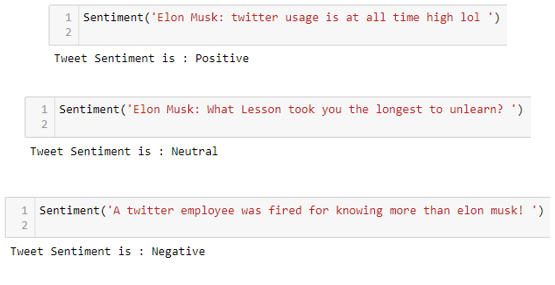 1 Sentiment('Elon Musk: twitter usage is at all time high lol ')
2
Tweet Sentiment is : Positive
1 Sentiment('Elon Musk: What Lesson took you the longest to unlearn? ')
2
Tweet Sentiment is : Neutral
1 Sentiment('A twitter employee was fired for knowing more than elon musk! ')
2
Tweet Sentiment is : Negative